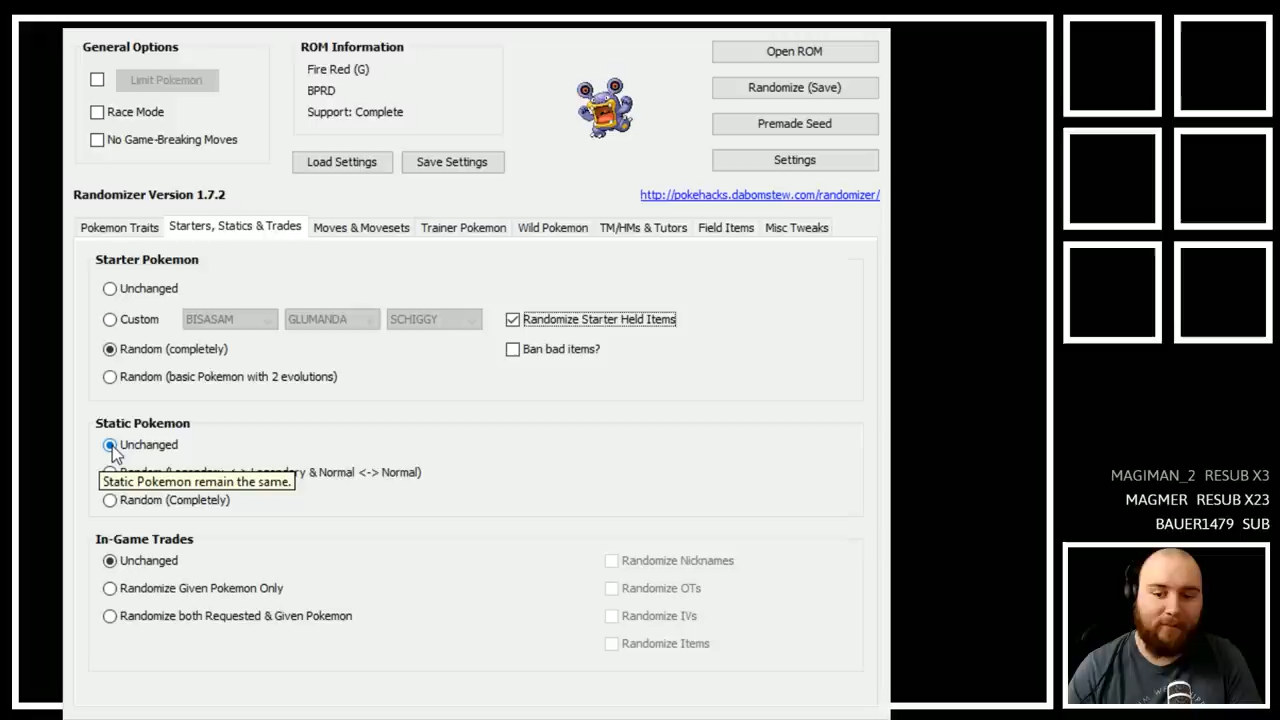 General Options
Limit Pokemon
Race Mode
No Game-Breaking Moves
ROM Information
Fire Red (G)
BPRD
Support: Complete
Load Settings
Save Settings
Open ROM
Randomize (Save)
Premade Seed
Settings
Randomizer Version 1.7.2
http://pokehacks.dabomstew.com/randomizer/
Pokemon Traits
Starters, Statics & Trades
Moves & Movesets
Trainer Pokemon
Wild Pokemon
TM/HMs & Tutors
Field Items
Misc Tweaks
Starter Pokemon
Unchanged
Custom
BISASAM
GLUMANDA
SCHIGGY
Randomize Starter Held Items
Random (completely)
Ban bad items?
Random (basic Pokemon with 2 evolutions)
Static Pokemon
Unchanged
& Normal <-> Normal)
Static Pokemon remain the same.
Random (Completely)
In-Game Trades
Unchanged
Randomize Nicknames
Randomize Given Pokemon Only
Randomize OTs
Randomize both Requested & Given Pokemon
Randomize IVs
Randomize Items
MAGIMAN_2 RESUB X3
MAGMER RESUB X23
BAUER1479 SUB